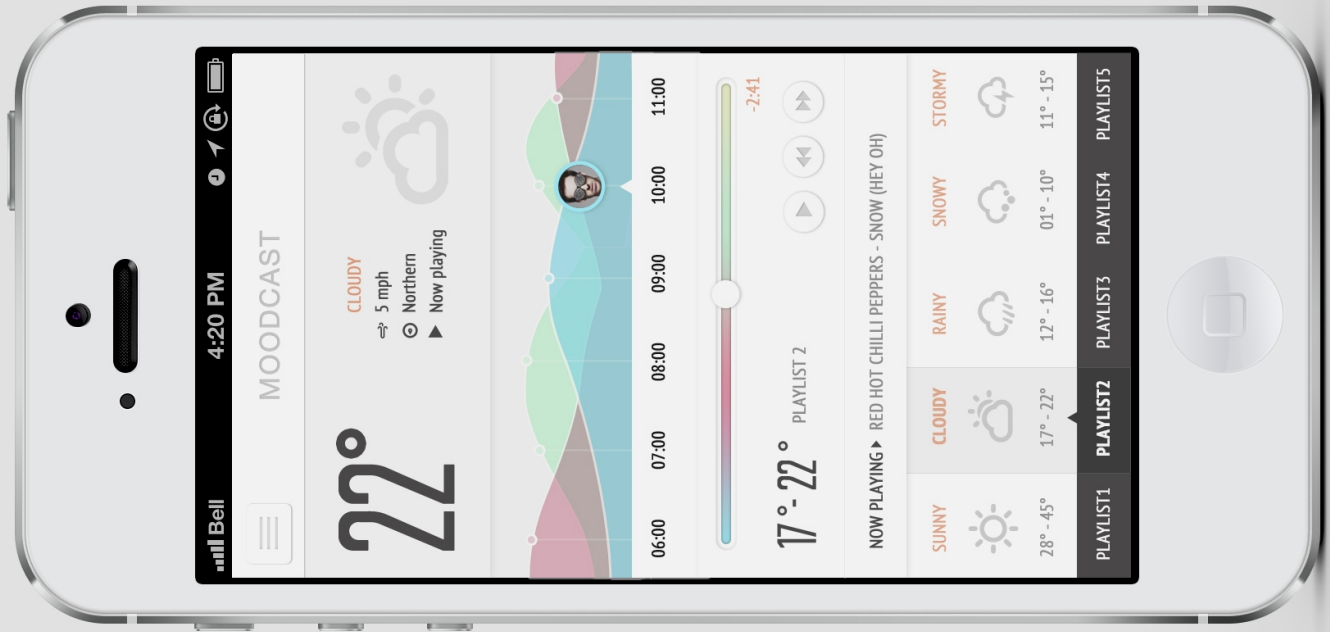 Bell 4:20 PM
MOODCAST
22°
CLOUDY
5 mph
Northern
Now playing
06:00 07:00 08:00 09:00 10:00 11:00
-2:41
17°- 22° PLAYLIST 2
NOW PLAYING RED HOT CHILLI PEPPERS - SNOW (HEY OH)
SUNNY CLOUDY RAINY SNOWY STORMY
28° - 45° 17° - 22° 12° - 16° 01° - 10° 11° - 15°
PLAYLIST1 PLAYLIST2 PLAYLIST3 PLAYLIST4 PLAYLIST5